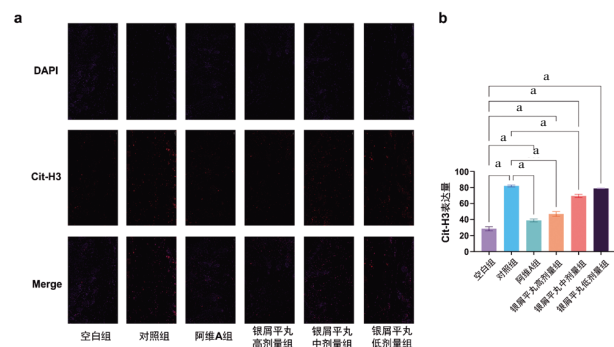 a
DAPI
Cit-H3
Merge
空白组
对照组
阿维A组
银屑平丸
高剂量组
银屑平丸
中剂量组
银屑平丸
低剂量组
b
a
a
a
a
a
a
a
a
Cit-H3表达量
100
80
60
40
20
0
空白组
对照组
阿维A组
银屑平丸高剂量组
银屑平丸中剂量组
银屑平丸低剂量组